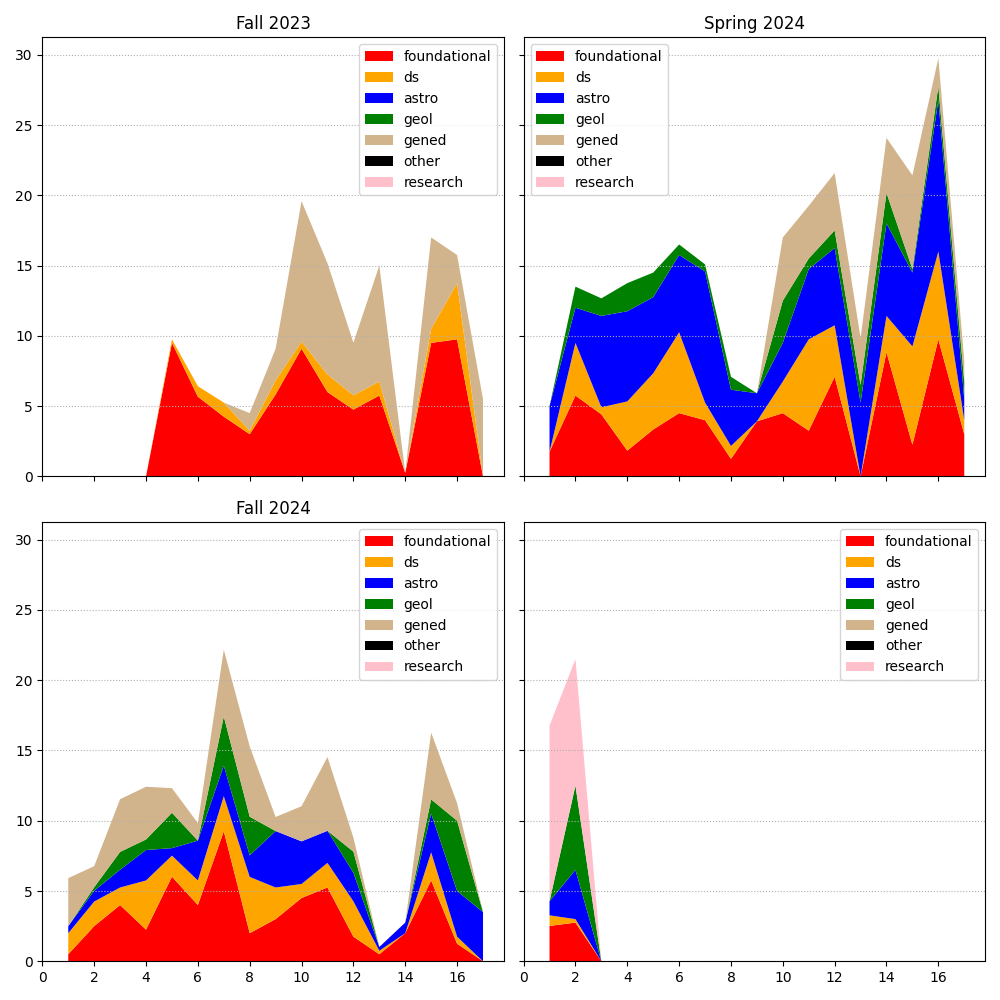 Fall 2023
30
25
20
15
10
5
0
foundational
ds
astro
geol
gened
other
research
Spring 2024
foundational
ds
astro
geol
gened
other
research
Fall 2024
30
25
20
15
10
5
0
0 2 4 6 8 10 12 14 16
foundational
ds
astro
geol
gened
other
research
foundational
ds
astro
geol
gened
other
research
0 2 4 6 8 10 12 14 16